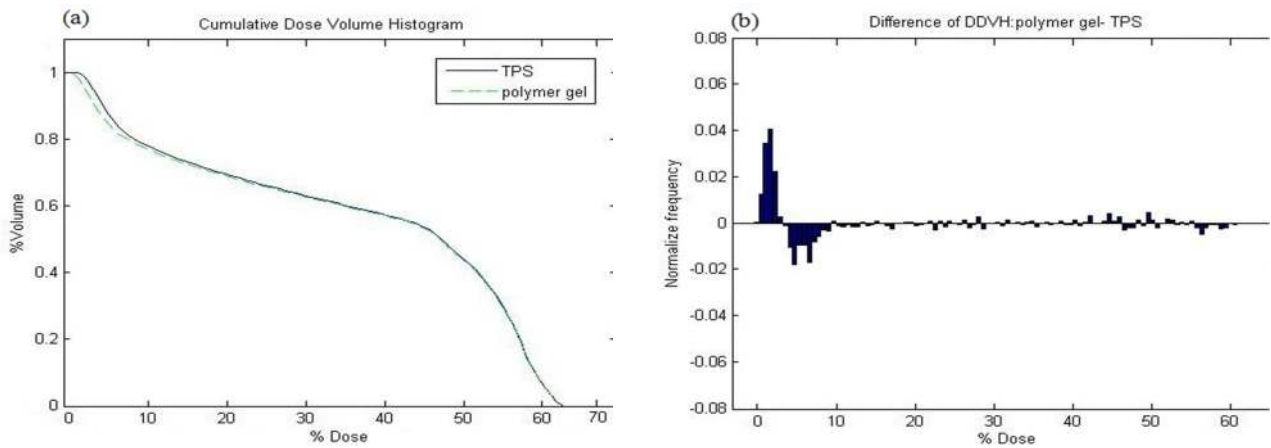 (a)
Cumulative Dose Volume Histogram
TPS
polymer gel
%Volume
1
0.8
0.6
0.4
0.2
0
0 10 20 30 40 50 60 70
% Dose
(b)
Difference of DDVH:polymer gel- TPS
Normalize frequency
0.08
0.06
0.04
0.02
0
-0.02
-0.04
-0.06
-0.08
0 10 20 30 40 50 60
% Dose